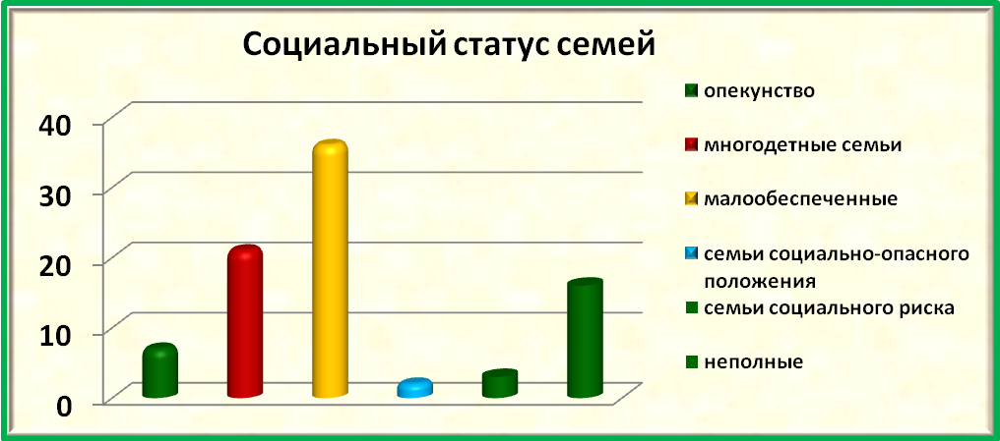 Социальный статус семей
40
30
20
10
0
опекунство
многодетные семьи
малообеспеченные
семьи социально-опасного
положения
семьи социального риска
неполные